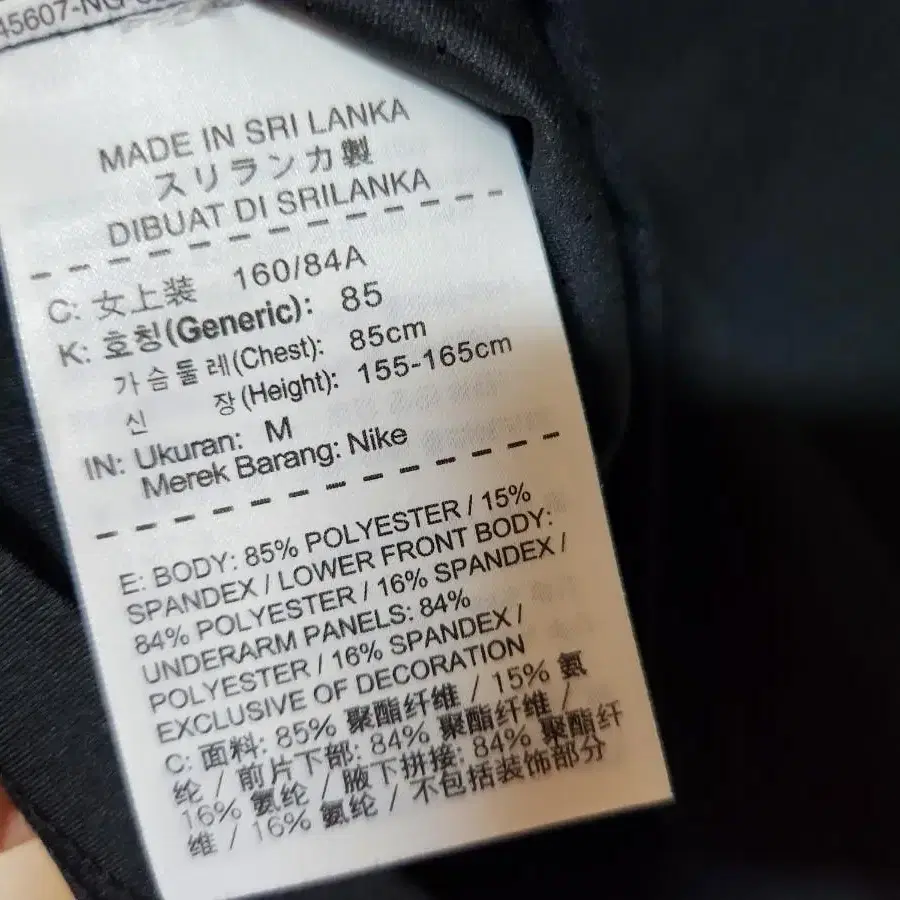 45607-NG
MADE IN SRI LANKA
スリランカ製
DIBUAT DI SRILANKA
C: 女上装 160/84A
K: 호칭(Generic): 85
가슴둘레(Chest): 85cm
신 장(Height): 155-165cm
IN: Ukuran: M
Merek Barang: Nike
E: BODY: 85% POLYESTER / 15%
SPANDEX / LOWER FRONT BODY:
84% POLYESTER / 16% SPANDEX /
UNDERARM PANELS: 84%
POLYESTER / 16% SPANDEX /
EXCLUSIVE OF DECORATION
C: 面料: 85% 聚酯纤维 / 15% 氨
纶 / 前片下部: 84% 聚酯纤维 /
16% 氨纶 / 腋下拼接: 84% 聚酯纤
维 / 16% 氨纶 / 不包括装饰部分